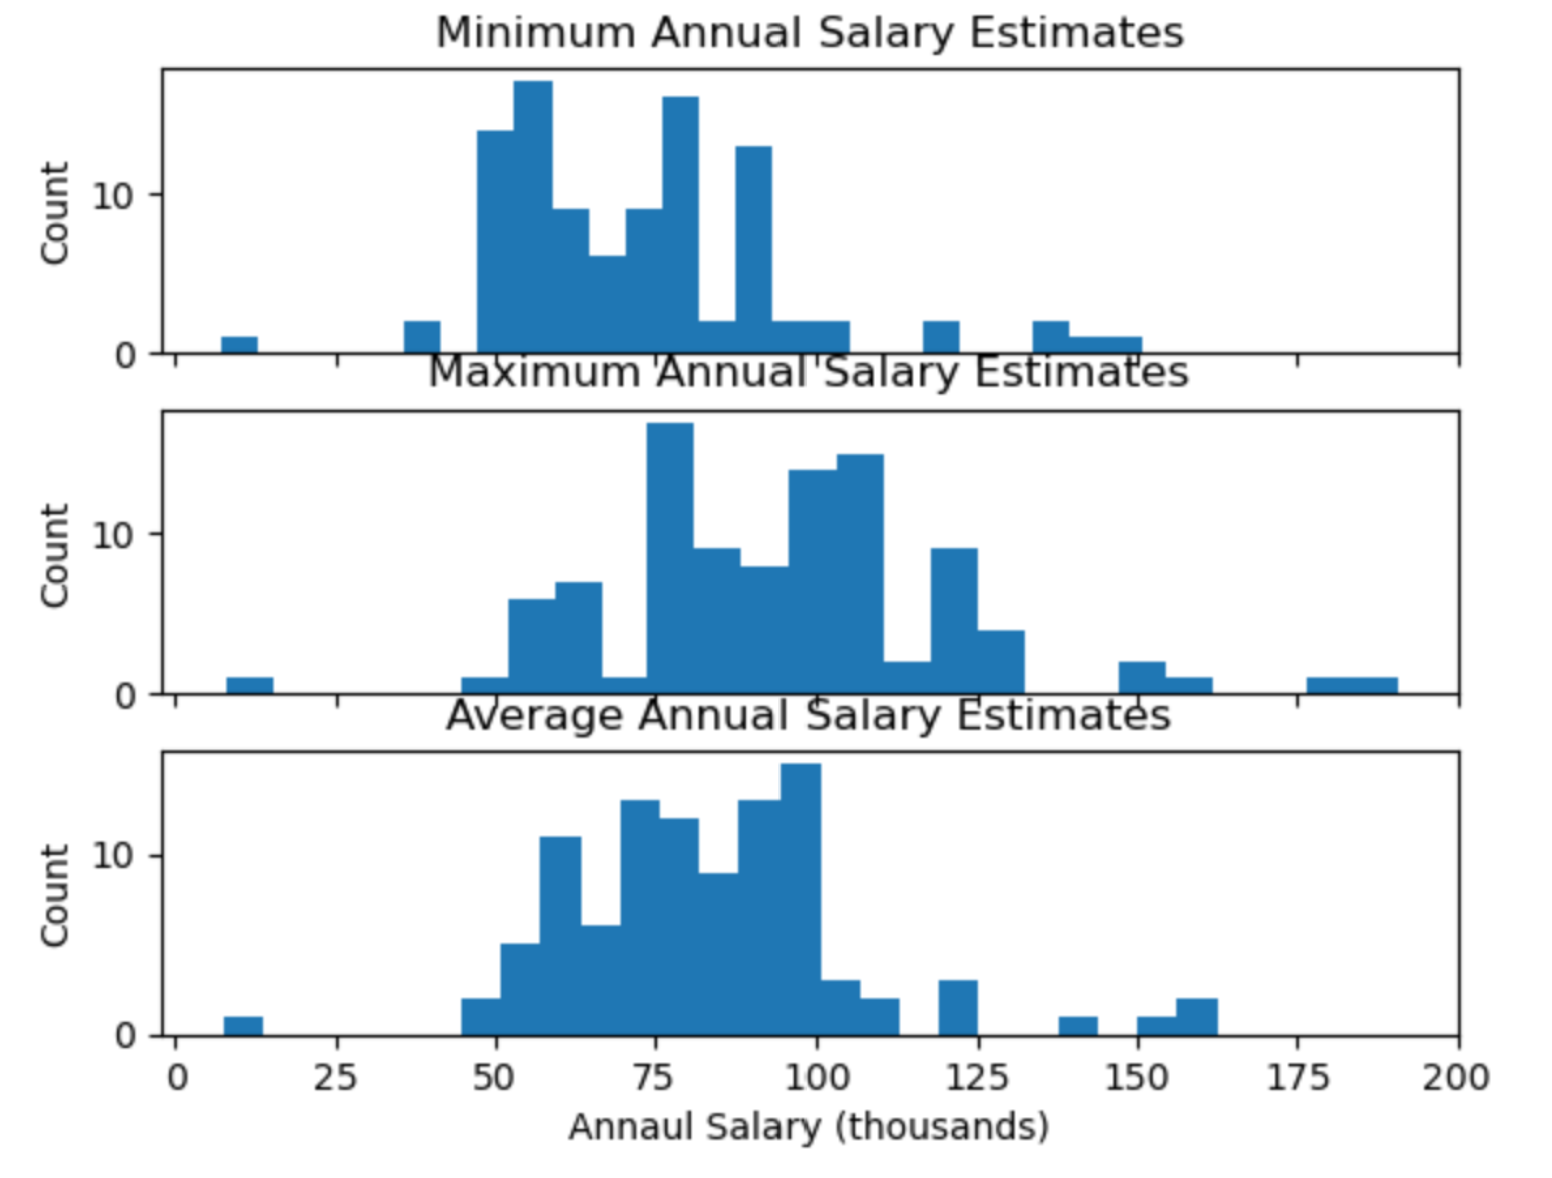 Minimum Annual Salary Estimates
Count
10
0
Maximum Annual Salary Estimates
Count
10
0
Average Annual Salary Estimates
Count
10
0
0 25 50 75 100 125 150 175 200
Annaul Salary (thousands)